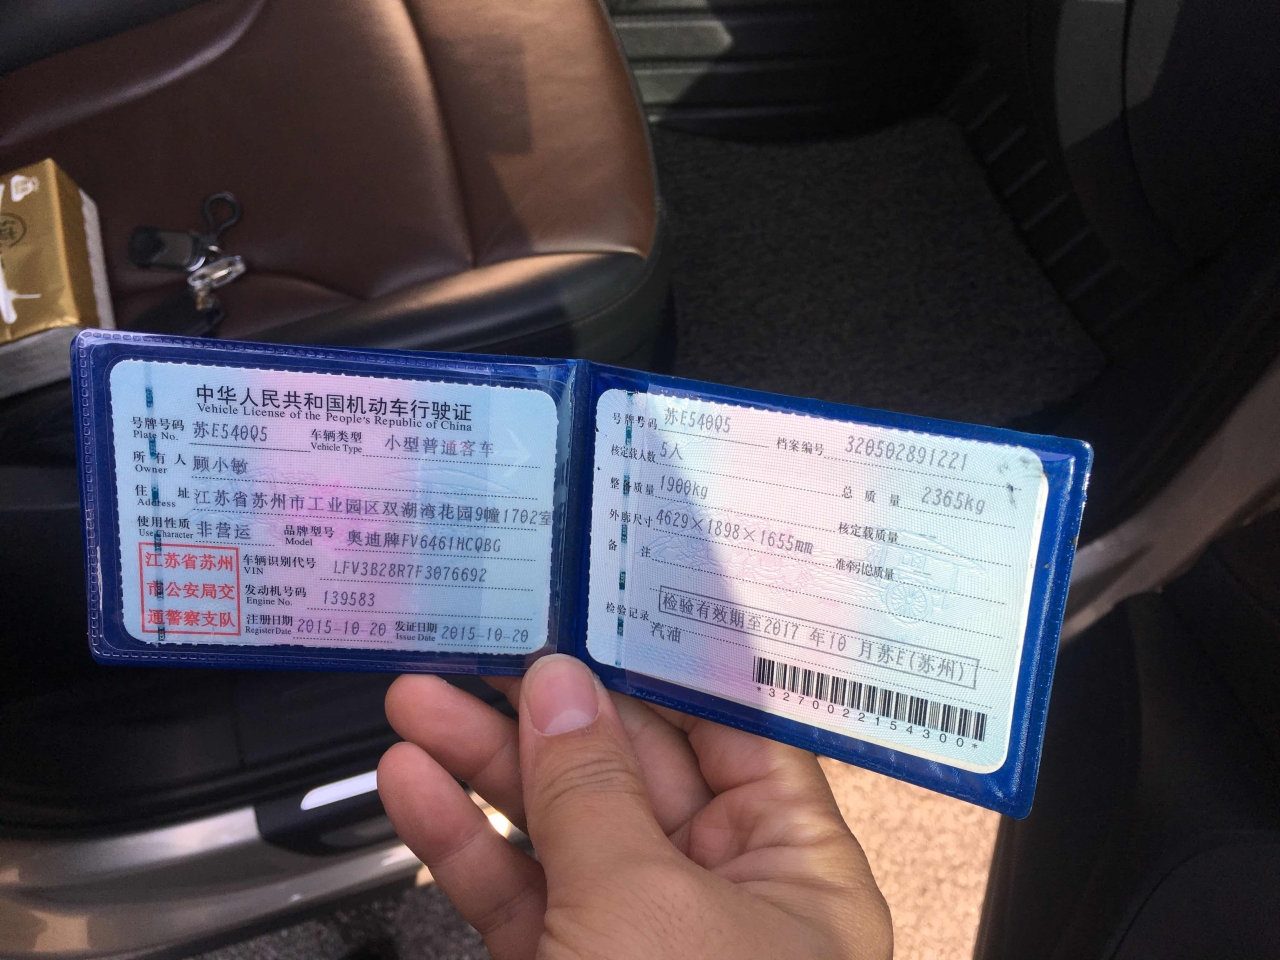 中华人民共和国机动车行驶证
Vehicle License of the People's Republic of China
号牌号码 苏E540Q5 车辆类型 小型普通客车
Plate No. Vehicle Type
所有人 顾小敏
Owner
住址 江苏省苏州市工业园区双湖湾花园9幢1702室
Address
使用性质 非营运 品牌型号 奥迪牌FV6461HCQBG
Use Character Model
江苏省苏州
市公安局交
通警察支队
车辆识别代号 LFV3B28R7F3076692
VIN
发动机号码 139583
Engine No.
注册日期 2015-10-20 发证日期 2015-10-20
Register Date Issue Date
号牌号码 苏E540Q5 档案编号 320502891221
核定载人数 5人 总质量 2365kg
整备质量 1900kg 核定载质量 --
外廓尺寸 4629×1898×1655mm 准牵引总质量 --
备注
检验记录 检验有效期至2017年10月苏E(苏州)
汽油
*3270022154300*